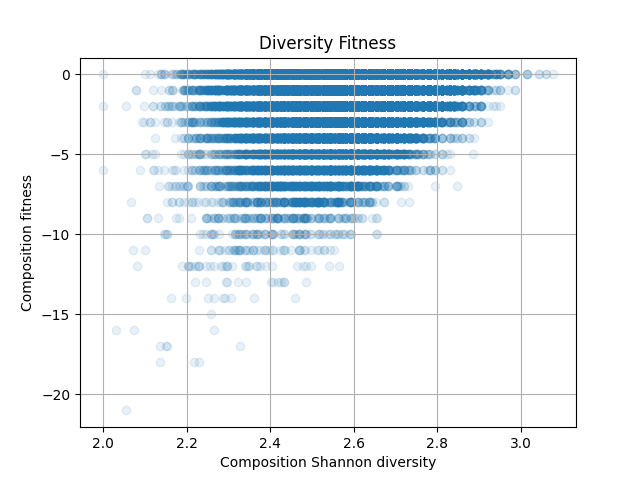 Diversity Fitness
0
−5
−10
−15
−20
Composition fitness
2.0 2.2 2.4 2.6 2.8 3.0
Composition Shannon diversity